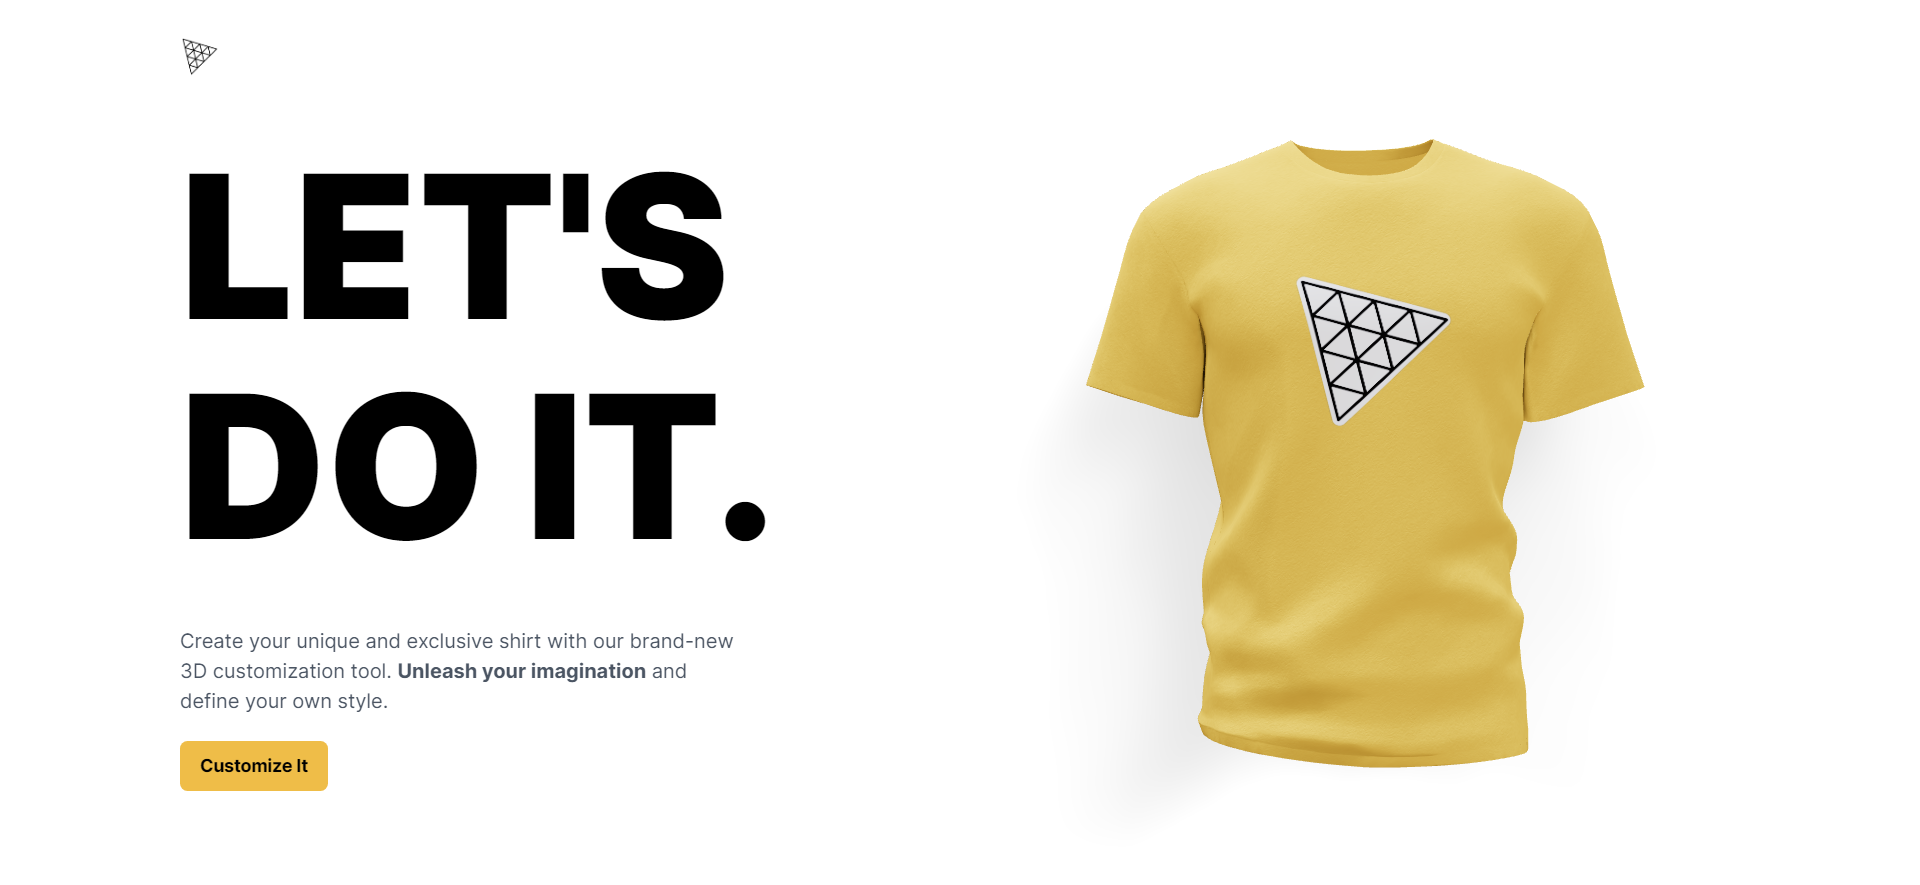 LET'S
DO IT.
Create your unique and exclusive shirt with our brand-new
3D customization tool. Unleash your imagination and
define your own style.
Customize It